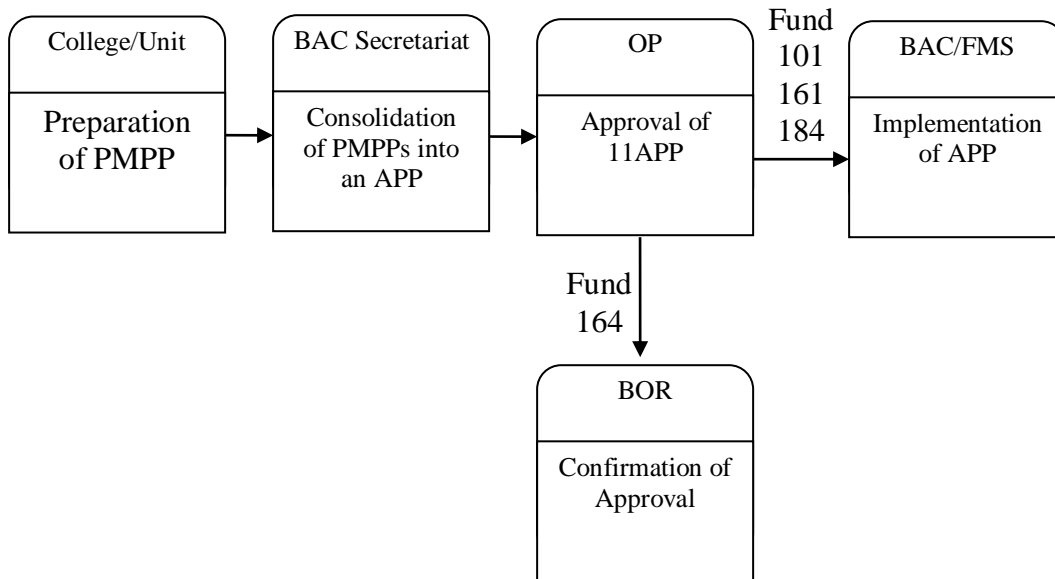 College/Unit
Preparation
of PMPP
BAC Secretariat
Consolidation
of PMPPs into
an APP
OP
Approval of
11APP
Fund
101
161
184
BAC/FMS
Implementation
of APP
Fund
164
BOR
Confirmation of
Approval